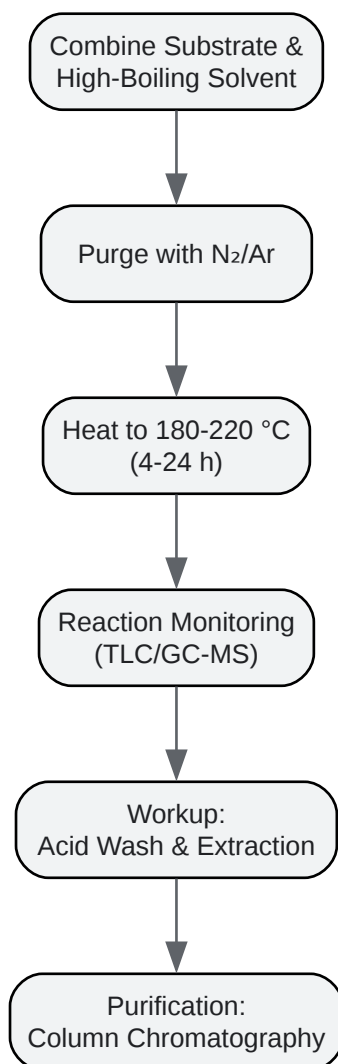 Combine Substrate &
High-Boiling Solvent
Purge with N₂/Ar
Heat to 180-220 °C
(4-24 h)
Reaction Monitoring
(TLC/GC-MS)
Workup:
Acid Wash & Extraction
Purification:
Column Chromatography